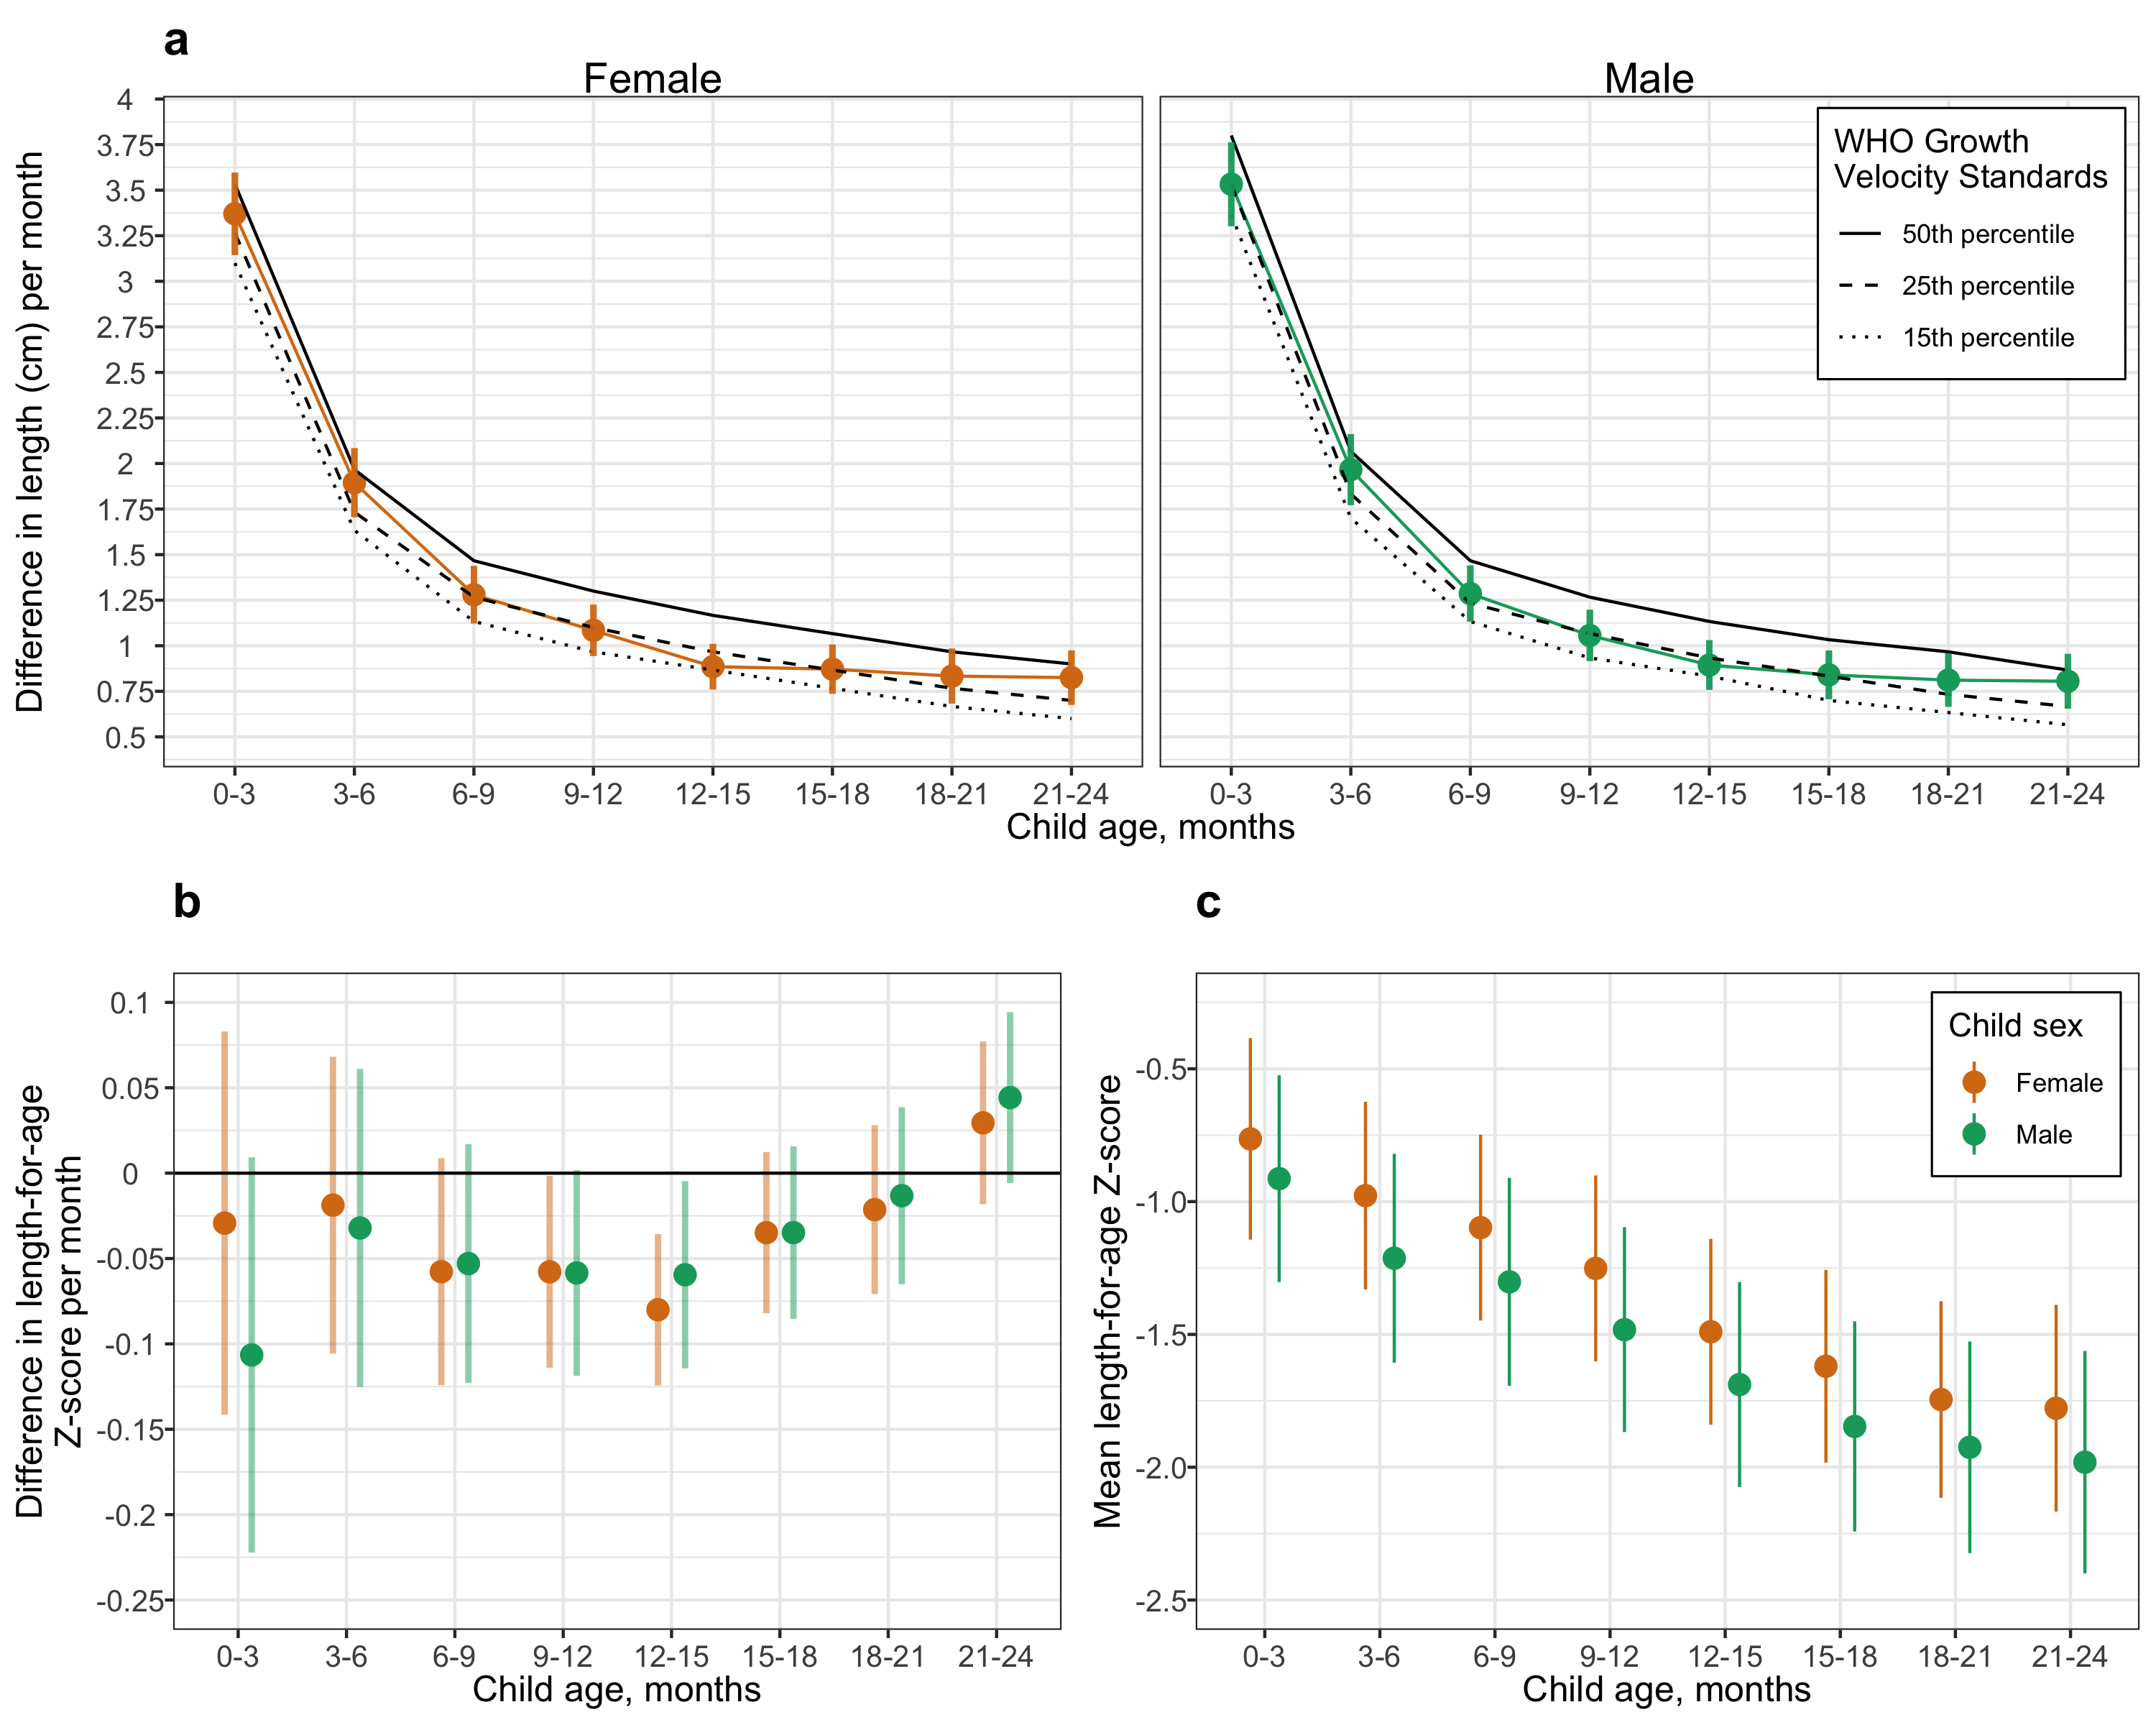 a
Female
Male
Difference in length (cm) per month
4
3.75
3.5
3.25
3
2.75
2.5
2.25
2
1.75
1.5
1.25
1
0.75
0.5
WHO Growth
Velocity Standards
50th percentile
25th percentile
15th percentile
0-3 3-6 6-9 9-12 12-15 15-18 18-21 21-24
0-3 3-6 6-9 9-12 12-15 15-18 18-21 21-24
Child age, months
b
Difference in length-for-age
Z-score per month
0.1
0.05
0
-0.05
-0.1
-0.15
-0.2
-0.25
0-3 3-6 6-9 9-12 12-15 15-18 18-21 21-24
Child age, months
c
Mean length-for-age Z-score
-0.5
-1.0
-1.5
-2.0
-2.5
Child sex
Female
Male
0-3 3-6 6-9 9-12 12-15 15-18 18-21 21-24
Child age, months